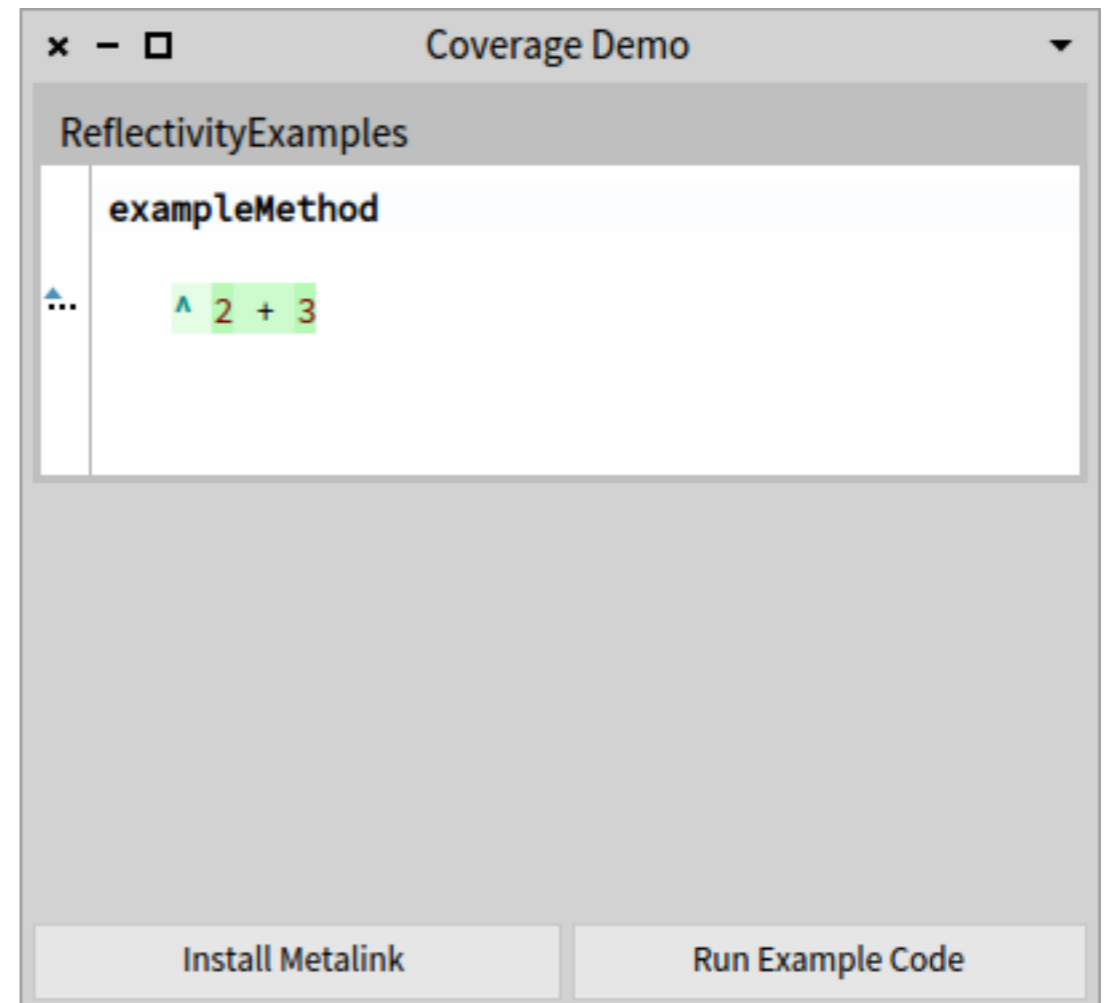 Coverage Demo
ReflectivityExamples
exampleMethod
^ 2 + 3
Install Metalink
Run Example Code